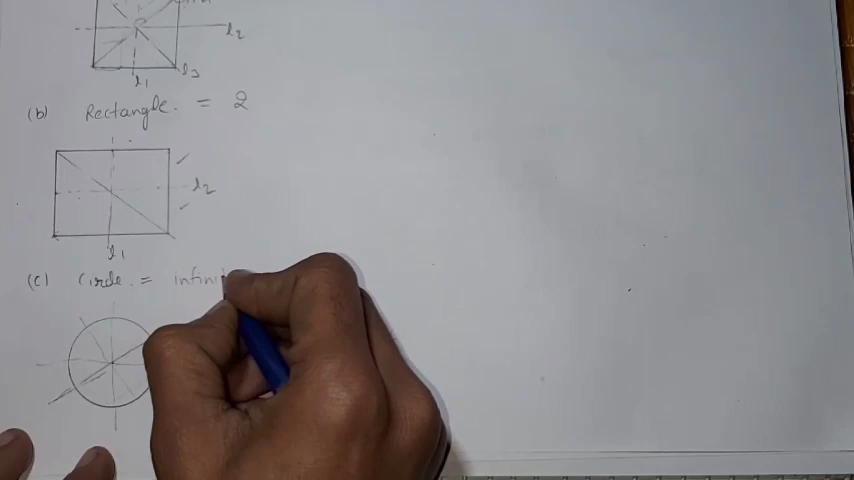 l2
l1
l3
(b) Rectangle. = 2
l2
l1
(c) Circle. = infini